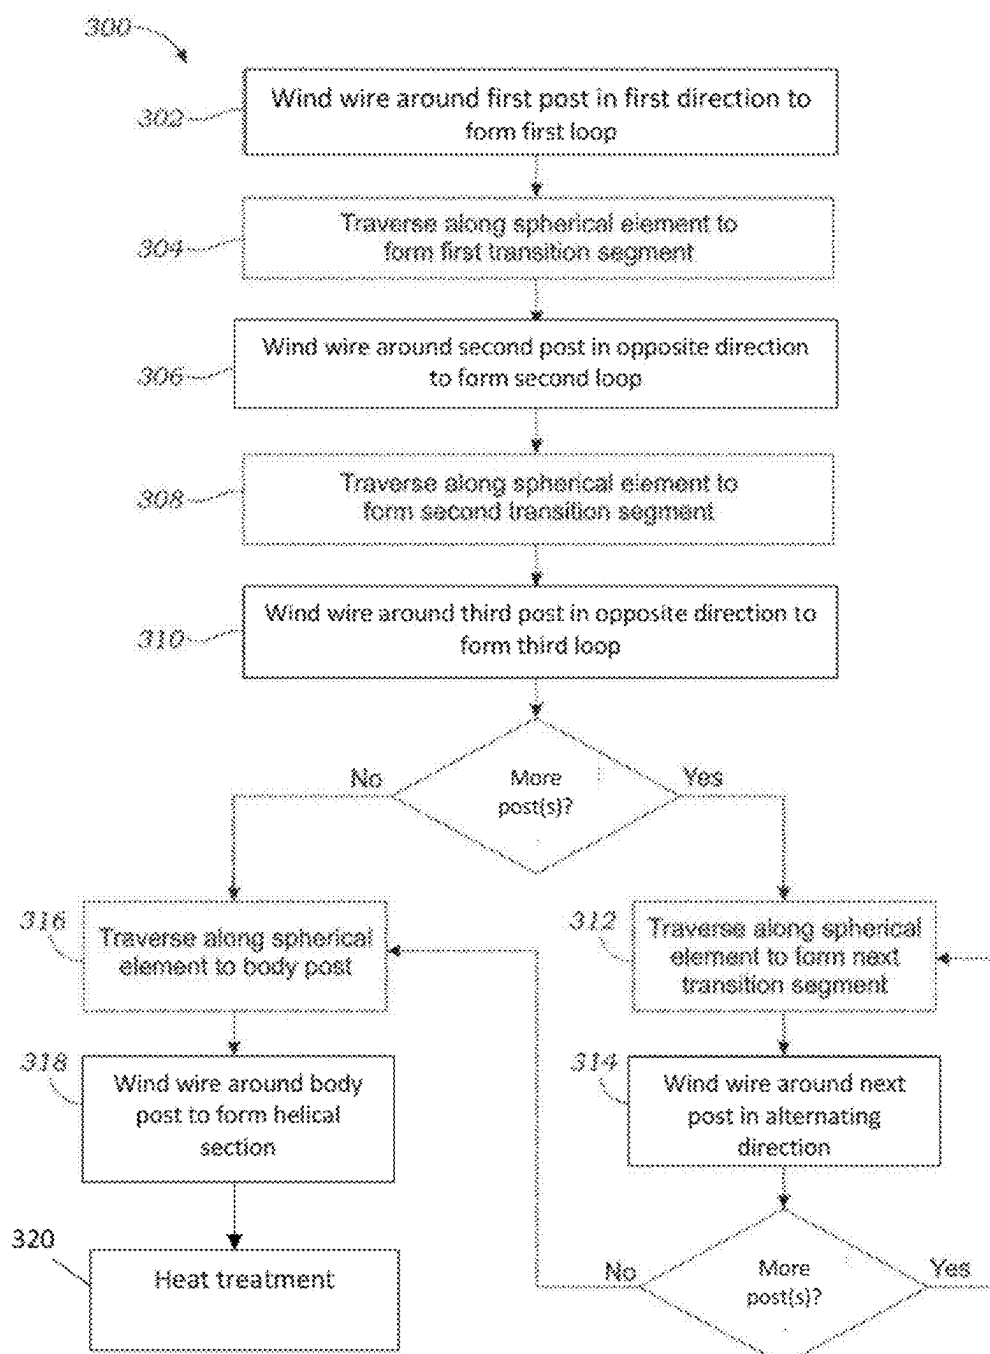 300
302
Wind wire around first post in first direction to
form first loop
304
Traverse along spherical element to
form first transition segment
306
Wind wire around second post in opposite direction
to form second loop
308
Traverse along spherical element to
form second transition segment
310
Wind wire around third post in opposite direction to
form third loop
No
More
post(s)?
Yes
316
Traverse along spherical
element to body post
312
Traverse along spherical
element to form next
transition segment
318
Wind wire around body
post to form helical
section
314
Wind wire around next
post in alternating
direction
320
Heat treatment
No
More
post(s)?
Yes